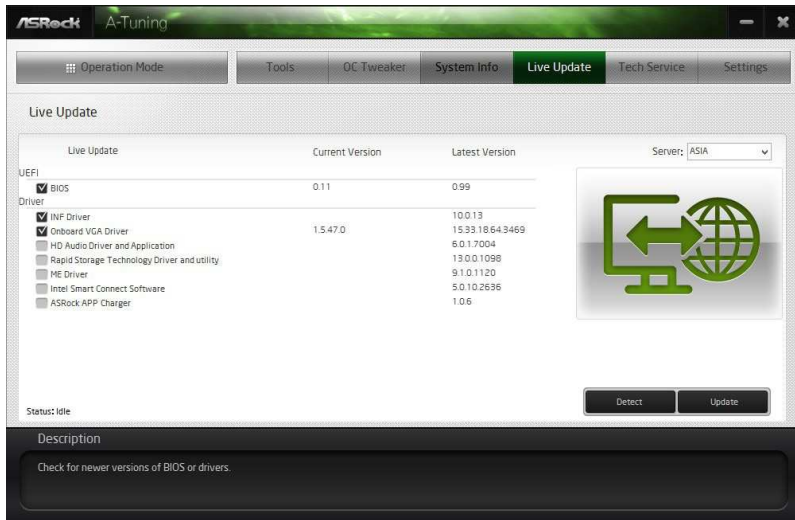 ASRock A-Tuning
Operation Mode Tools OC Tweaker System Info Live Update Tech Service Settings
Live Update
Live Update Current Version Latest Version Server: ASIA
UEFI
BIOS 0.11 0.99
Driver
INF Driver 10.0.13
Onboard VGA Driver 1.5.47.0 15.33.18.64.3469
HD Audio Driver and Application 6.0.1.7004
Rapid Storage Technology Driver and utility 13.0.0.1098
ME Driver 9.1.0.1120
Intel Smart Connect Software 5.0.10.2636
ASRock APP Charger 1.0.6
Detect Update
Status: Idle
Description
Check for newer versions of BIOS or drivers.